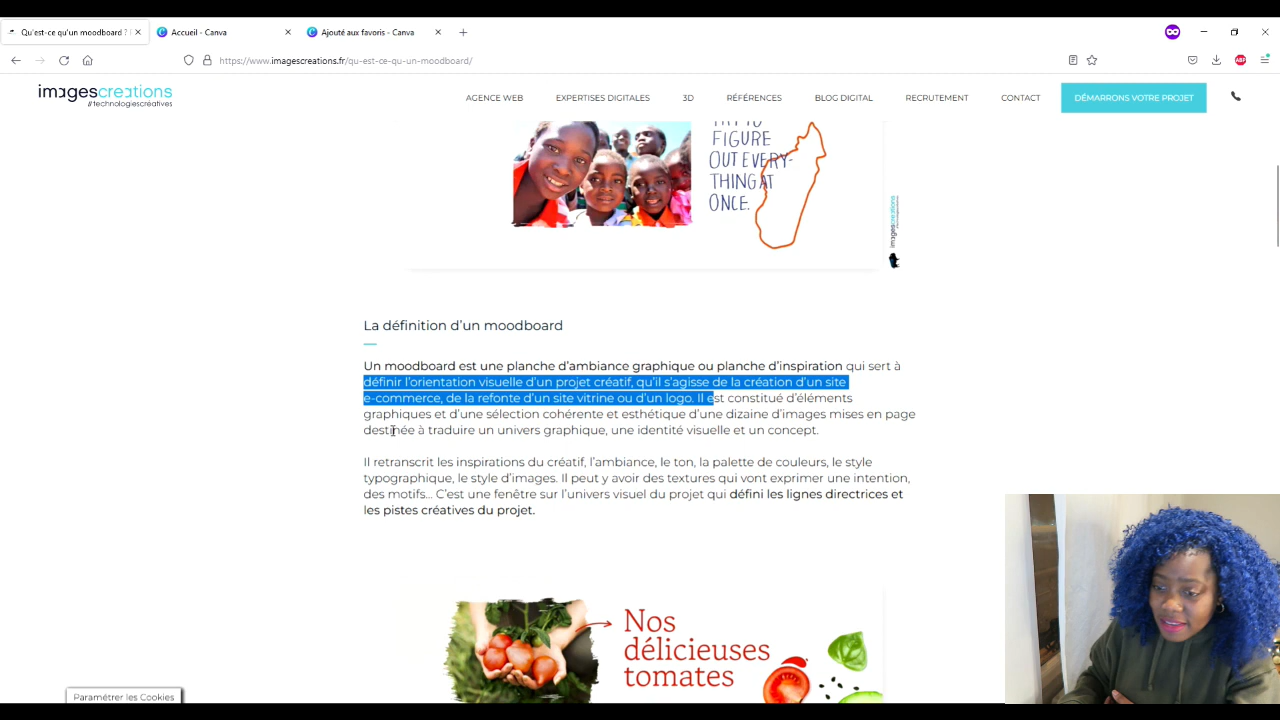 Qu'est-ce qu'un moodboard ?
Accueil - Canva
Ajouté aux favoris - Canva
https://www.imagescreations.fr/qu-est-ce-qu-un-moodboard/
ABP
imagescreations
//technologiescréatives
AGENCE WEB
EXPERTISES DIGITALES
3D
RÉFÉRENCES
BLOG DIGITAL
RECRUTEMENT
CONTACT
DÉMARRONS VOTRE PROJET
FIGURE
OUT EVERY-
THING AT
ONCE.
imagescreations
La définition d'un moodboard
Un moodboard est une planche d'ambiance graphique ou planche d'inspiration qui sert à
définir l'orientation visuelle d'un projet créatif, qu'il s'agisse de la création d'un site
e-commerce, de la refonte d'un site vitrine ou d'un logo. Il est constitué d'éléments
graphiques et d'une sélection cohérente et esthétique d'une dizaine d'images mises en page
destinée à traduire un univers graphique, une identité visuelle et un concept.
Il retranscrit les inspirations du créatif, l'ambiance, le ton, la palette de couleurs, le style
typographique, le style d'images. Il peut y avoir des textures qui vont exprimer une intention,
des motifs... C'est une fenêtre sur l'univers visuel du projet qui défini les lignes directrices et
les pistes créatives du projet.
Nos
délicieuses
tomates
Paramétrer les Cookies